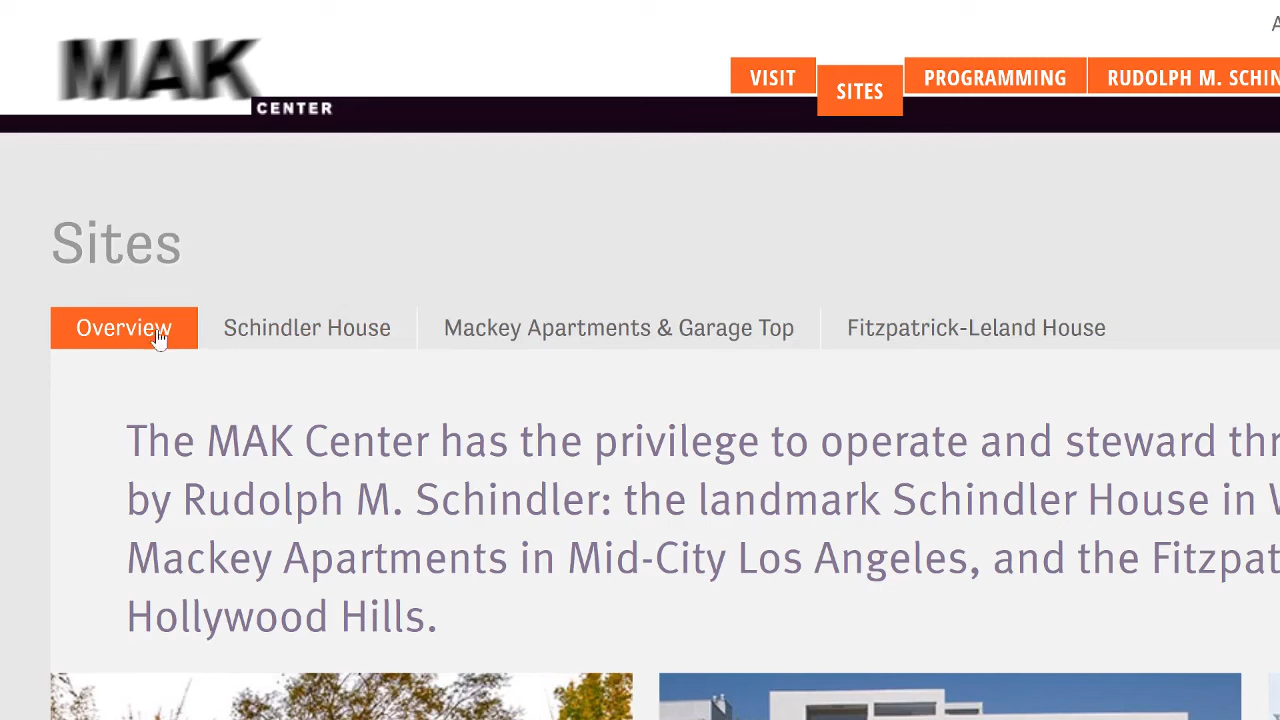 MAK
CENTER
VISIT
SITES
PROGRAMMING
RUDOLPH M.
Sites
Overview
Schindler House
Mackey Apartments & Garage Top
Fitzpatrick-Leland House
The MAK Center has the privilege to operate and steward
by Rudolph M. Schindler: the landmark Schindler House in
Mackey Apartments in Mid-City Los Angeles, and the
Hollywood Hills.